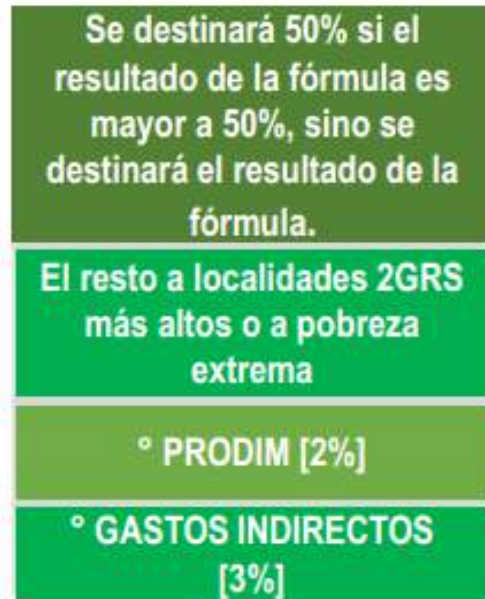 Se destinará 50% si el
resultado de la fórmula es
mayor a 50%, sino se
destinará el resultado de la
fórmula.
El resto a localidades 2GRS
más altos o a pobreza
extrema
° PRODIM [2%]
° GASTOS INDIRECTOS
[3%]